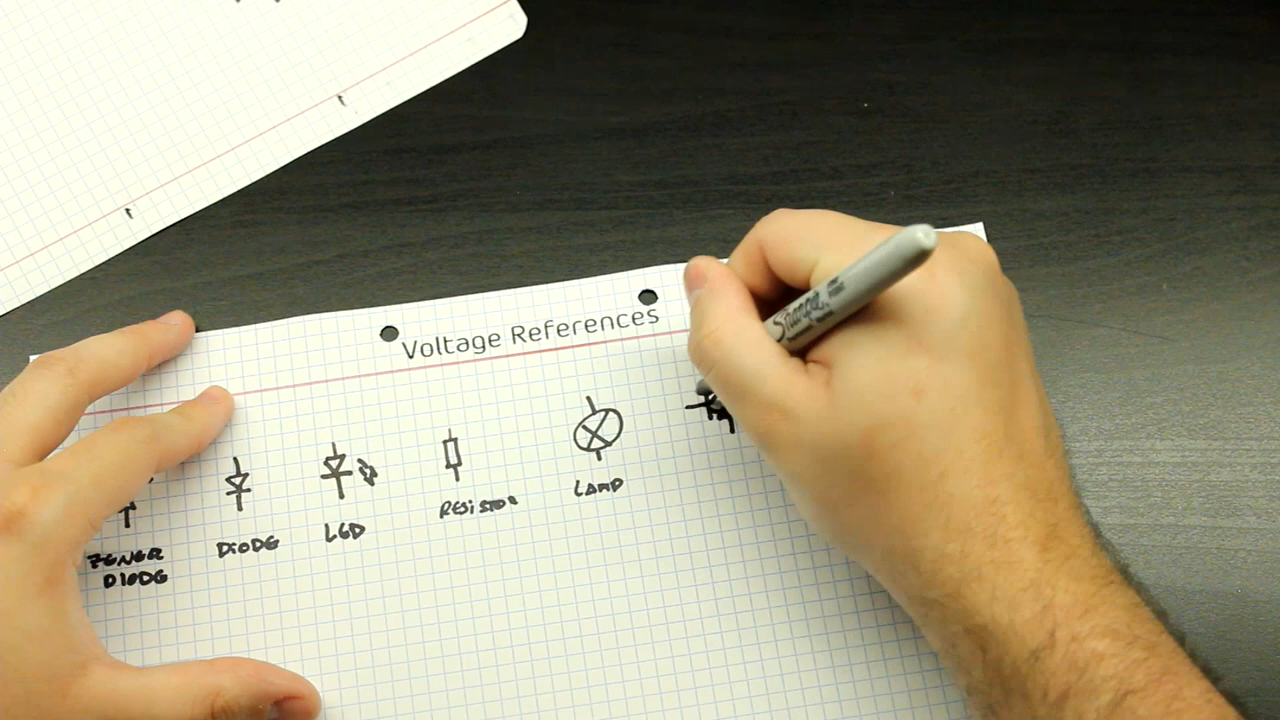 Voltage References
ZENER
DIODE
DIODE
LED
RESISTOR
LAMP
Sharpie